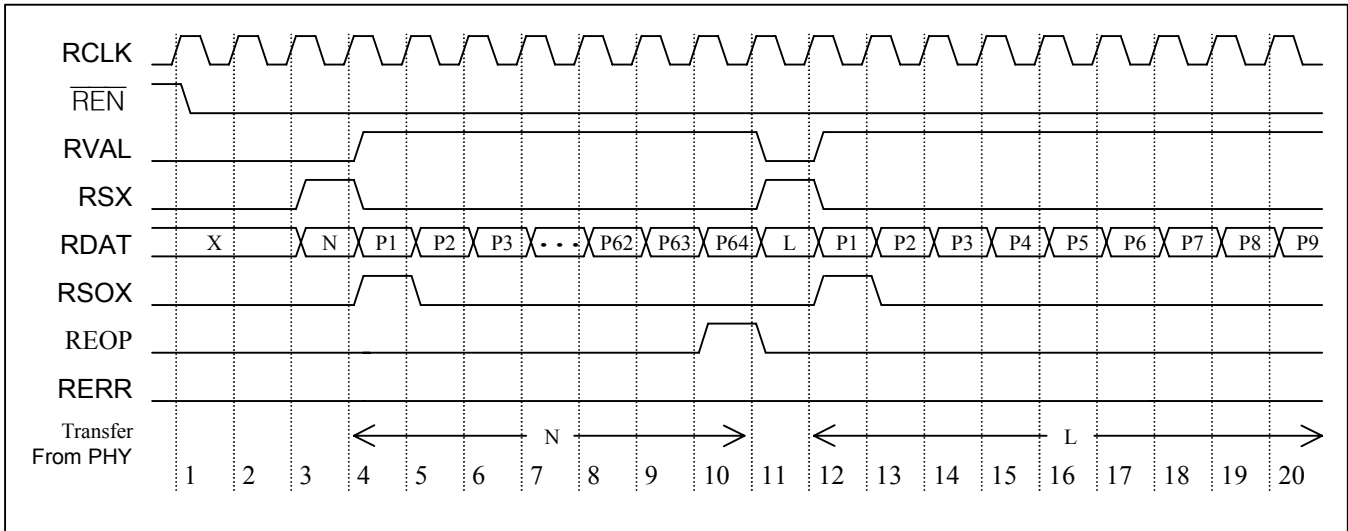 RCLK
REN
RVAL
RSX
RDAT X N P1 P2 P3 • • • P62 P63 P64 L P1 P2 P3 P4 P5 P6 P7 P8 P9
RSOX
REOP
RERR
Transfer N L
From PHY
1 2 3 4 5 6 7 8 9 10 11 12 13 14 15 16 17 18 19 20